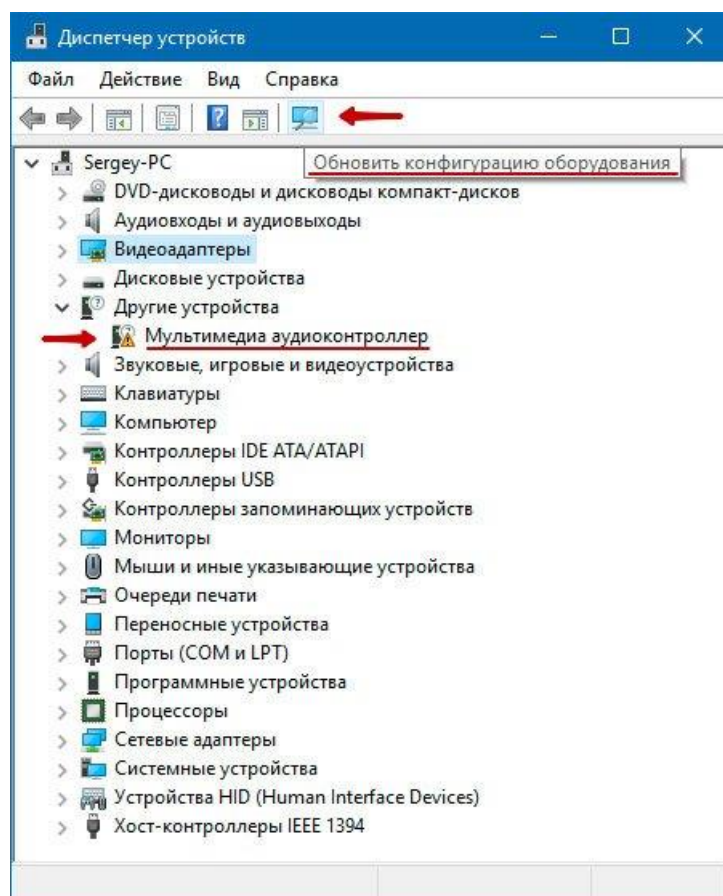 Диспетчер устройств
Файл Действие Вид Справка
Sergey-PC
Обновить конфигурацию оборудования
DVD-дисководы и дисководы компакт-дисков
Аудиовходы и аудиовыходы
Видеоадаптеры
Дисковые устройства
Другие устройства
Мультимедиа аудиоконтроллер
Звуковые, игровые и видеоустройства
Клавиатуры
Компьютер
Контроллеры IDE ATA/ATAPI
Контроллеры USB
Контроллеры запоминающих устройств
Мониторы
Мыши и иные указывающие устройства
Очереди печати
Переносные устройства
Порты (COM и LPT)
Программные устройства
Процессоры
Сетевые адаптеры
Системные устройства
Устройства HID (Human Interface Devices)
Хост-контроллеры IEEE 1394